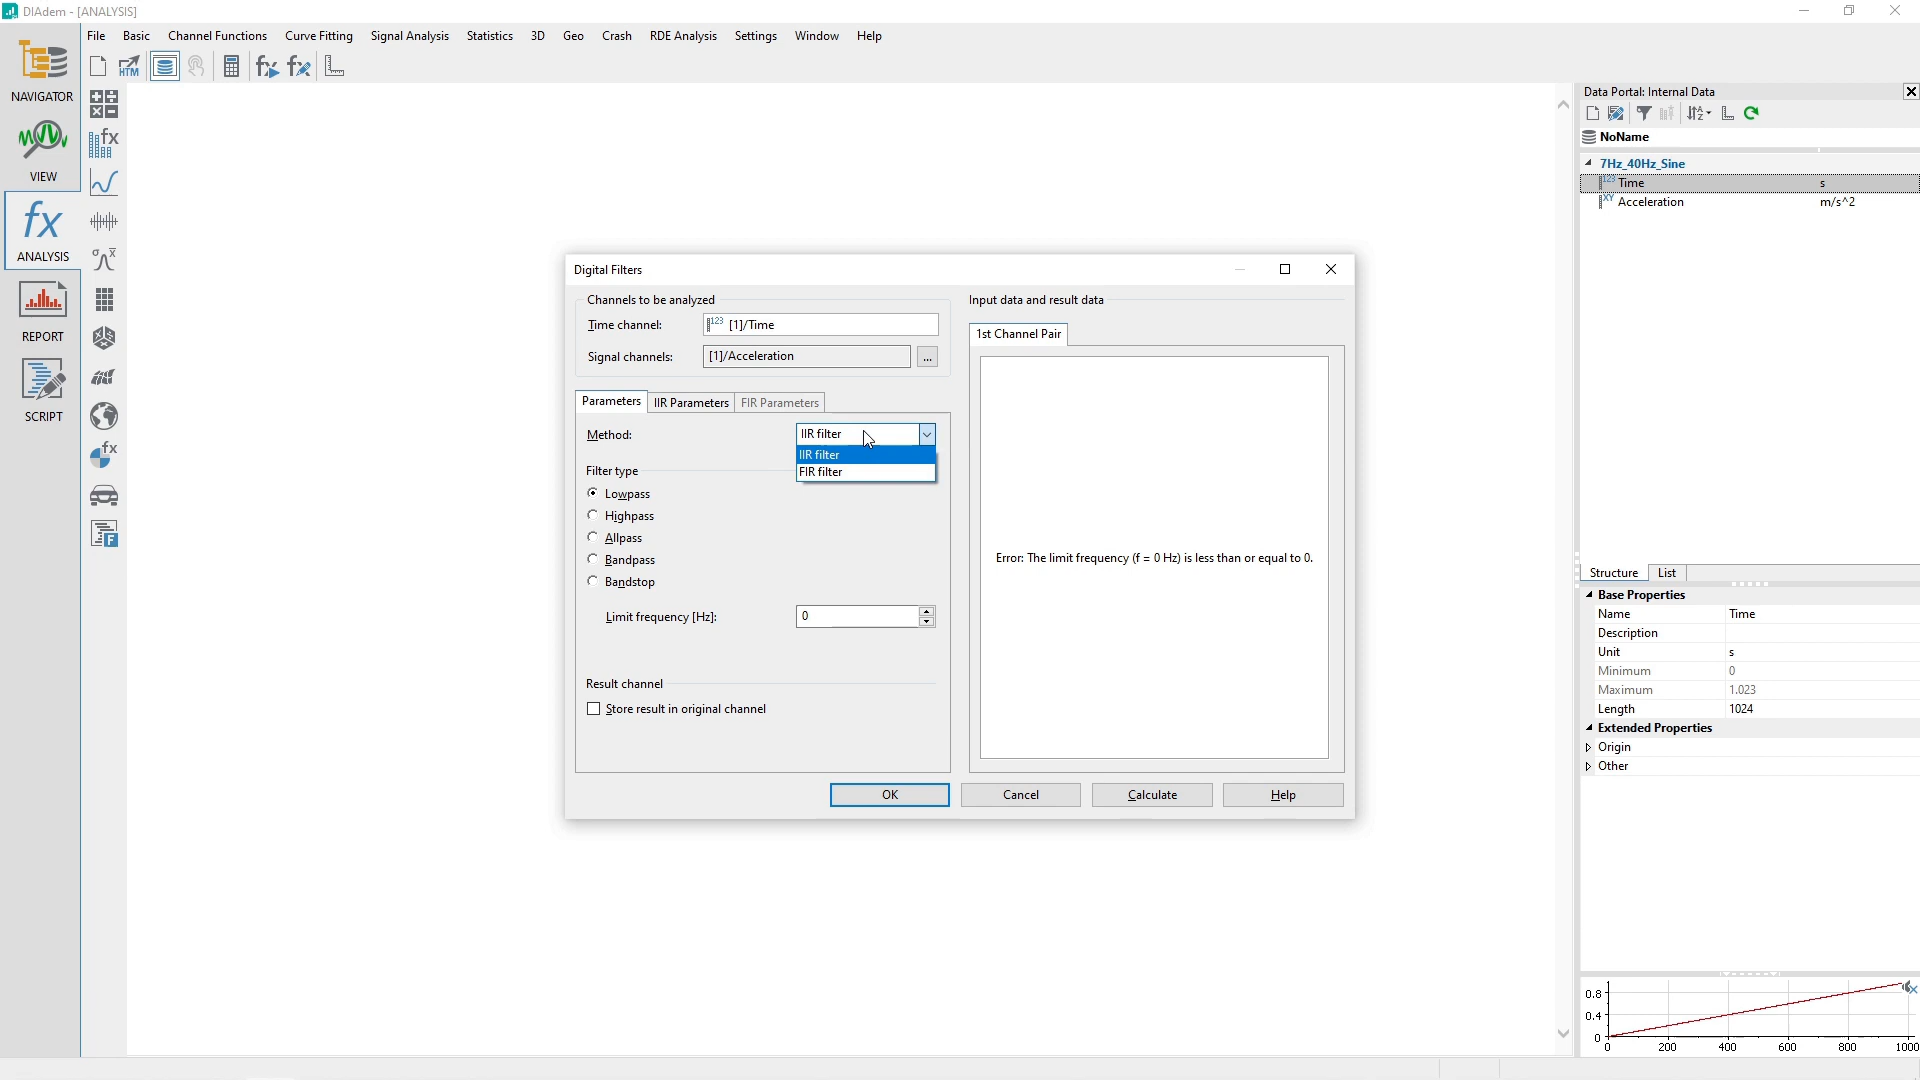 DIAdem - [ANALYSIS]
File Basic Channel Functions Curve Fitting Signal Analysis Statistics 3D Geo Crash RDE Analysis Settings Window Help
HTM
NAVIGATOR
VIEW
fx
ANALYSIS
REPORT
SCRIPT
Digital Filters
Channels to be analyzed
Time channel: 123 [1]/Time
Signal channels: [1]/Acceleration ...
Parameters IIR Parameters FIR Parameters
Method: IIR filter
IIR filter
FIR filter
Filter type
Lowpass
Highpass
Allpass
Bandpass
Bandstop
Limit frequency [Hz]: 0
Result channel
Store result in original channel
Input data and result data
1st Channel Pair
Error: The limit frequency (f = 0 Hz) is less than or equal to 0.
OK Cancel Calculate Help
Data Portal: Internal Data
NoName
7Hz_40Hz_Sine
123 Time s
XY Acceleration m/s^2
Structure List
Base Properties
Name Time
Description
Unit s
Minimum 0
Maximum 1.023
Length 1024
Extended Properties
Origin
Other
0.8
0.4
0
0 200 400 600 800 1000